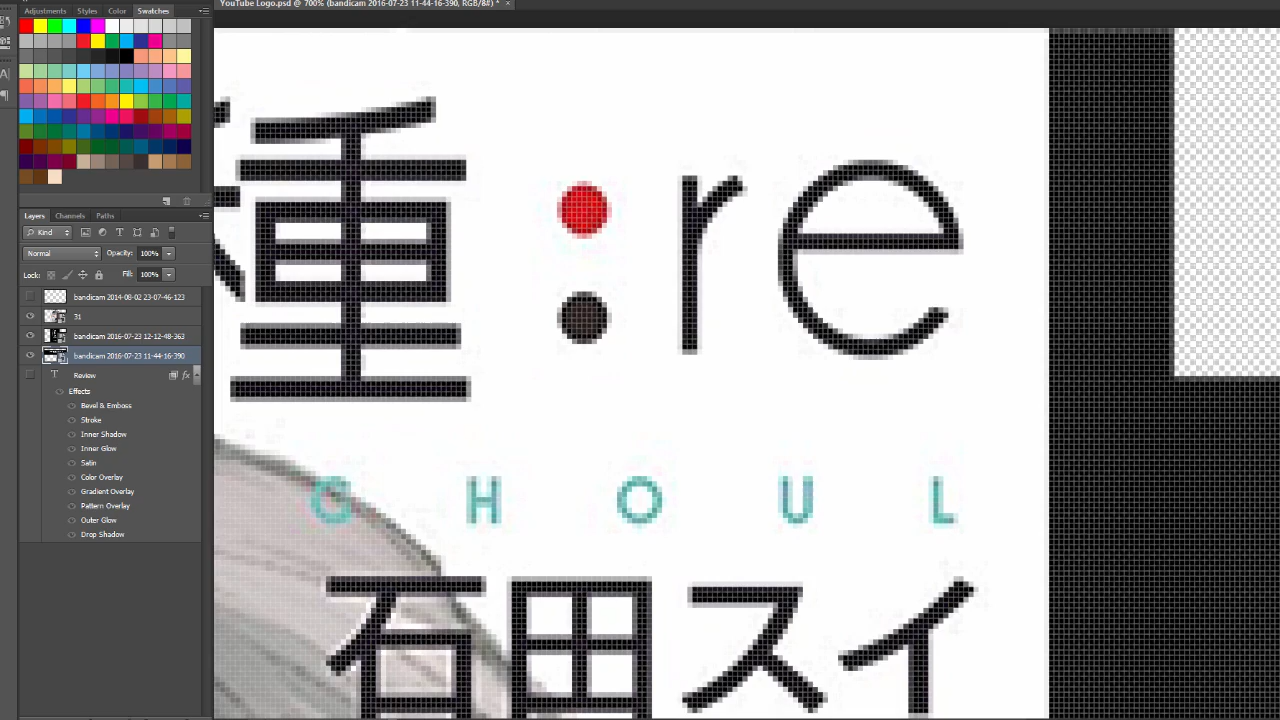 YouTube Logo.psd @ 700% (bandicam 2016-07-23 11-44-16-390, RGB/8#) * ×
Adjustments Styles Color Swatches
Layers Channels Paths
Kind
Normal Opacity: 100%
Lock: Fill: 100%
bandicam 2014-08-02 23-07-46-123
31
bandicam 2016-07-23 12-12-49-363
bandicam 2016-07-23 11-44-16-390
T Review fx
Effects
Bevel & Emboss
Stroke
Inner Shadow
Inner Glow
Satin
Color Overlay
Gradient Overlay
Pattern Overlay
Outer Glow
Drop Shadow
:re
GHOUL
石田スイ